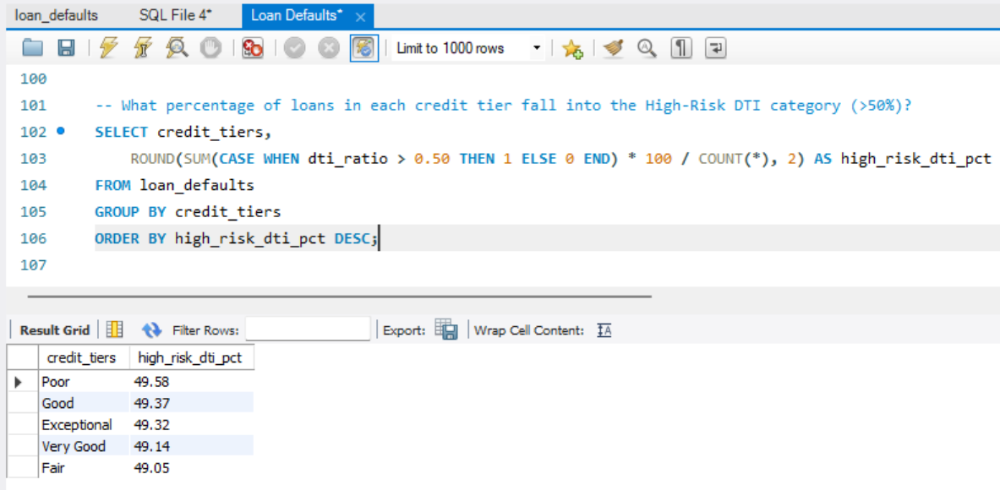 loan_defaults SQL File 4* Loan Defaults* ×
Limit to 1000 rows
100
101 -- What percentage of loans in each credit tier fall into the High-Risk DTI category (>50%)?
102 SELECT credit_tiers,
103 ROUND(SUM(CASE WHEN dti_ratio > 0.50 THEN 1 ELSE 0 END) * 100 / COUNT(*), 2) AS high_risk_dti_pct
104 FROM loan_defaults
105 GROUP BY credit_tiers
106 ORDER BY high_risk_dti_pct DESC;
107
Result Grid Filter Rows: Export: Wrap Cell Content: IA
credit_tiers high_risk_dti_pct
Poor 49.58
Good 49.37
Exceptional 49.32
Very Good 49.14
Fair 49.05